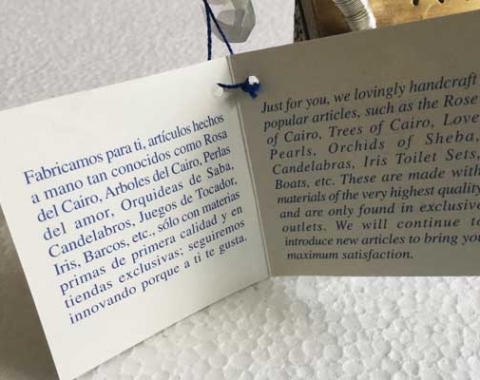 Fabricamos para ti, artículos hechos
a mano tan conocidos como Rosa
del Cairo, Arboles del Cairo, Perlas
del amor, Orquideas de Saba,
Candelabros, Juegos de Tocador,
Iris, Barcos, etc., sólo con materias
primas de primera calidad y en
tiendas exclusivas; seguiremos
innovando porque a ti te gusta.
Just for you, we lovingly handcraft
popular articles, such as the Rose
of Cairo, Trees of Cairo, Love
Pearls, Orchids of Sheba,
Candelabras, Iris Toilet Sets,
Boats, etc. These are made with
materials of the very highest quality
and are only found in exclusive
outlets. We will continue to
introduce new articles to bring you
maximum satisfaction.